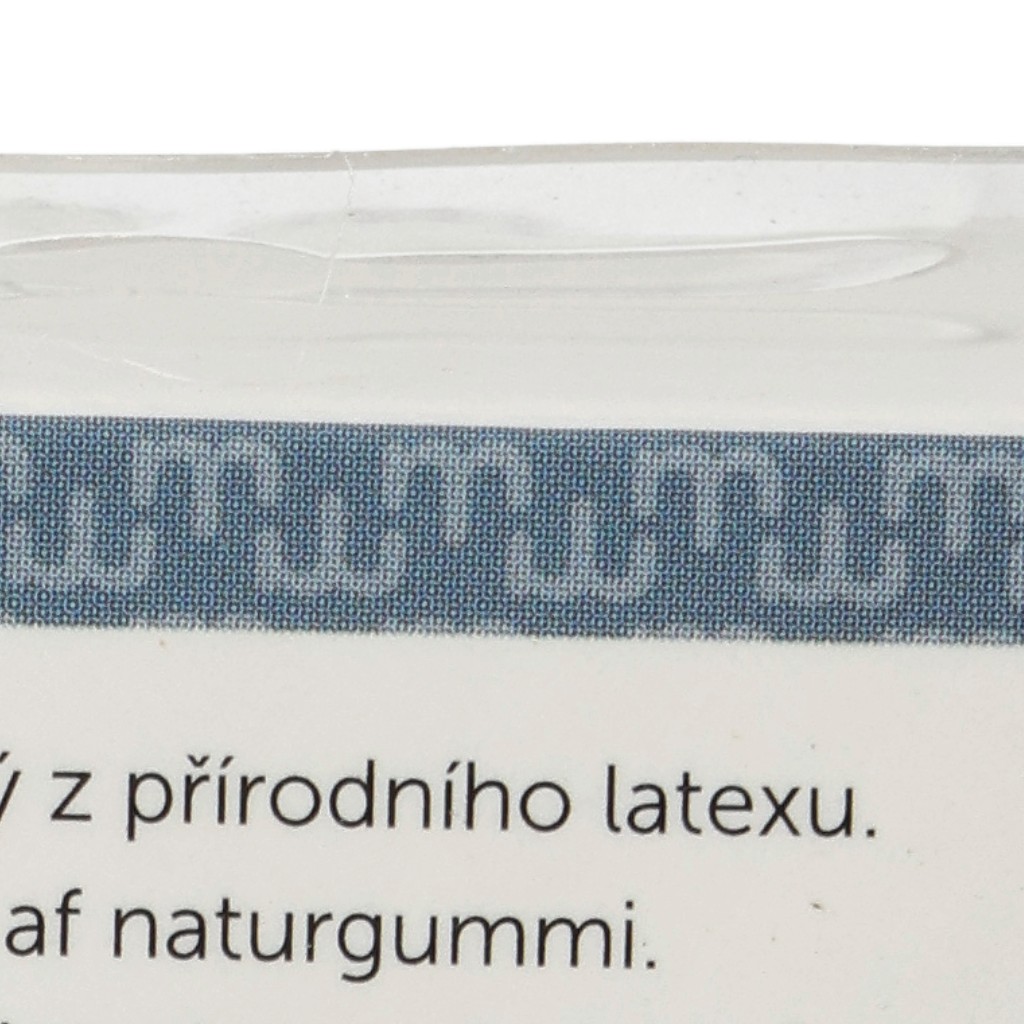 ý z přírodního latexu.
af naturgummi.